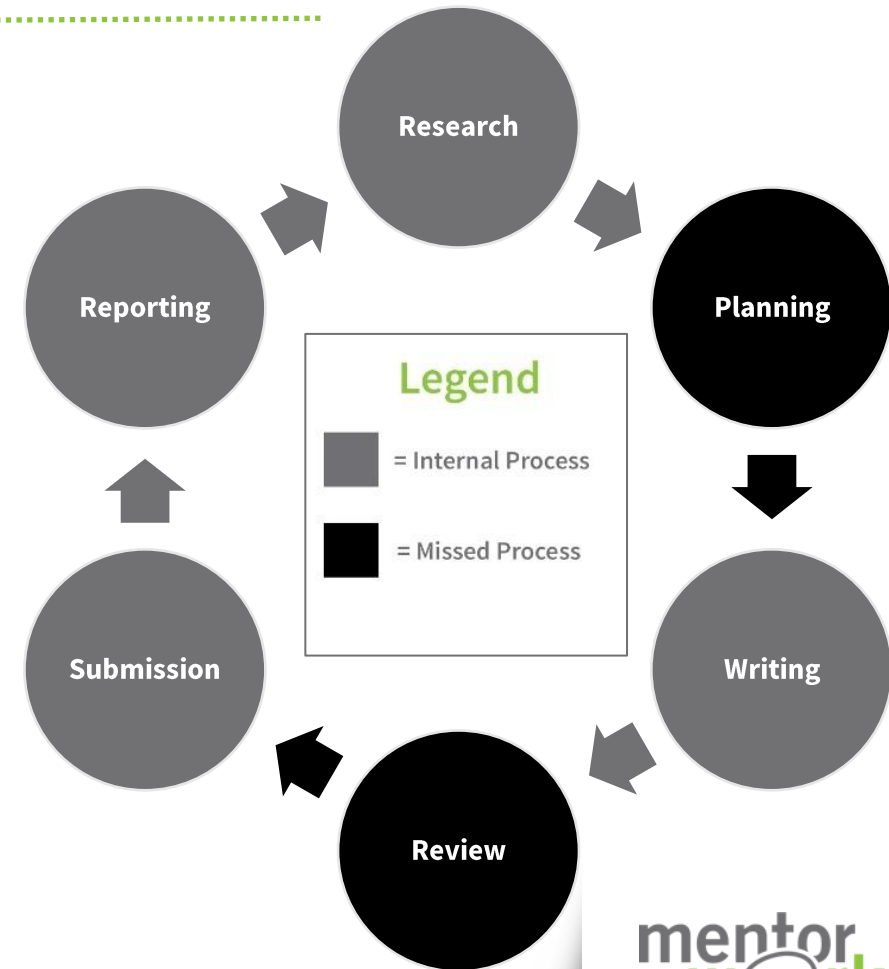 Research
Planning
Writing
Review
Submission
Reporting
Legend
= Internal Process
= Missed Process
mentor